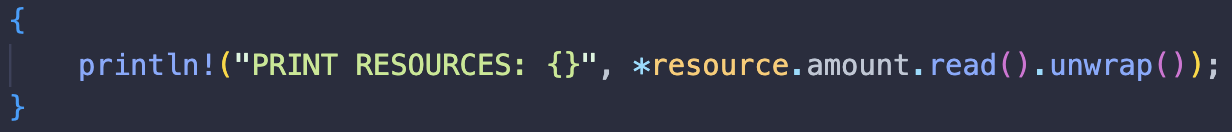 {
    println!("PRINT RESOURCES: {}", *resource.amount.read().unwrap());
}